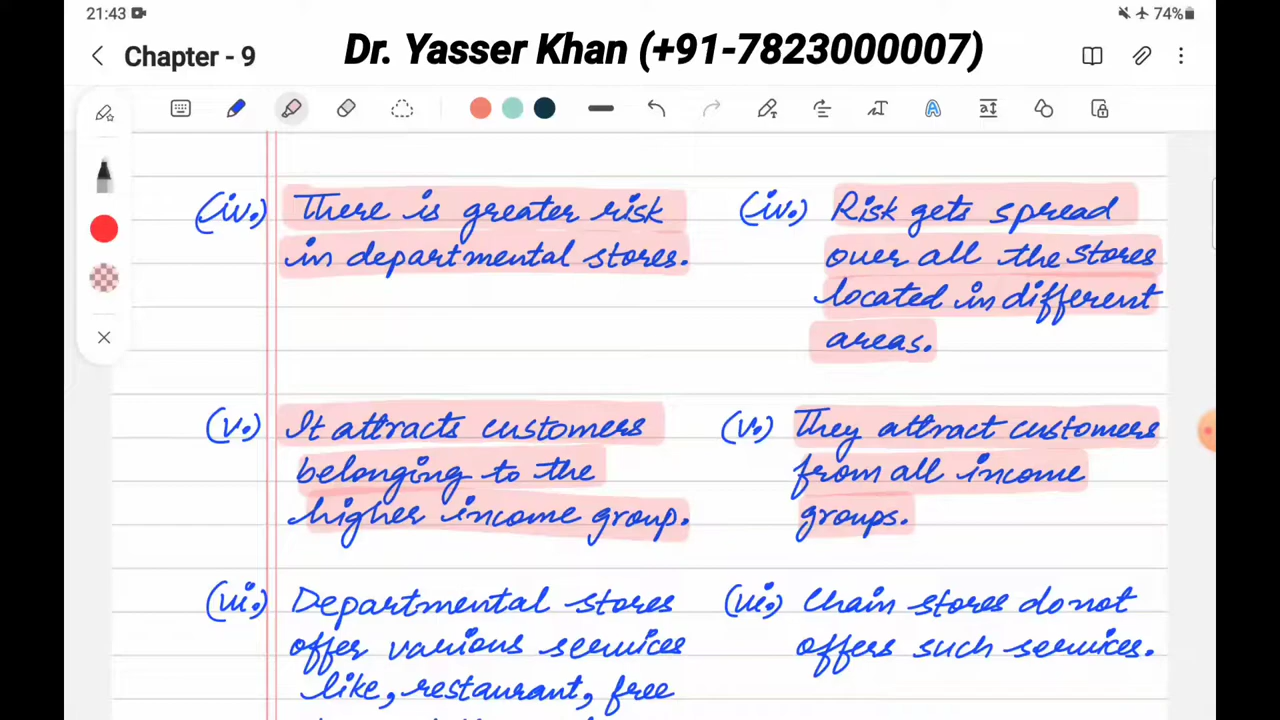 21:43
74%
Chapter - 9
Dr. Yasser Khan (+91-7823000007)
(iv.) There is greater risk
in departmental stores.
(iv.) Risk gets spread
over all the stores
located in different
areas.
(v.) It attracts customers
belonging to the
higher income group.
(v.) They attract customers
from all income
groups.
(vi.) Departmental stores
offer various services
like, restaurant, free
(vi.) Chain stores do not
offers such services.